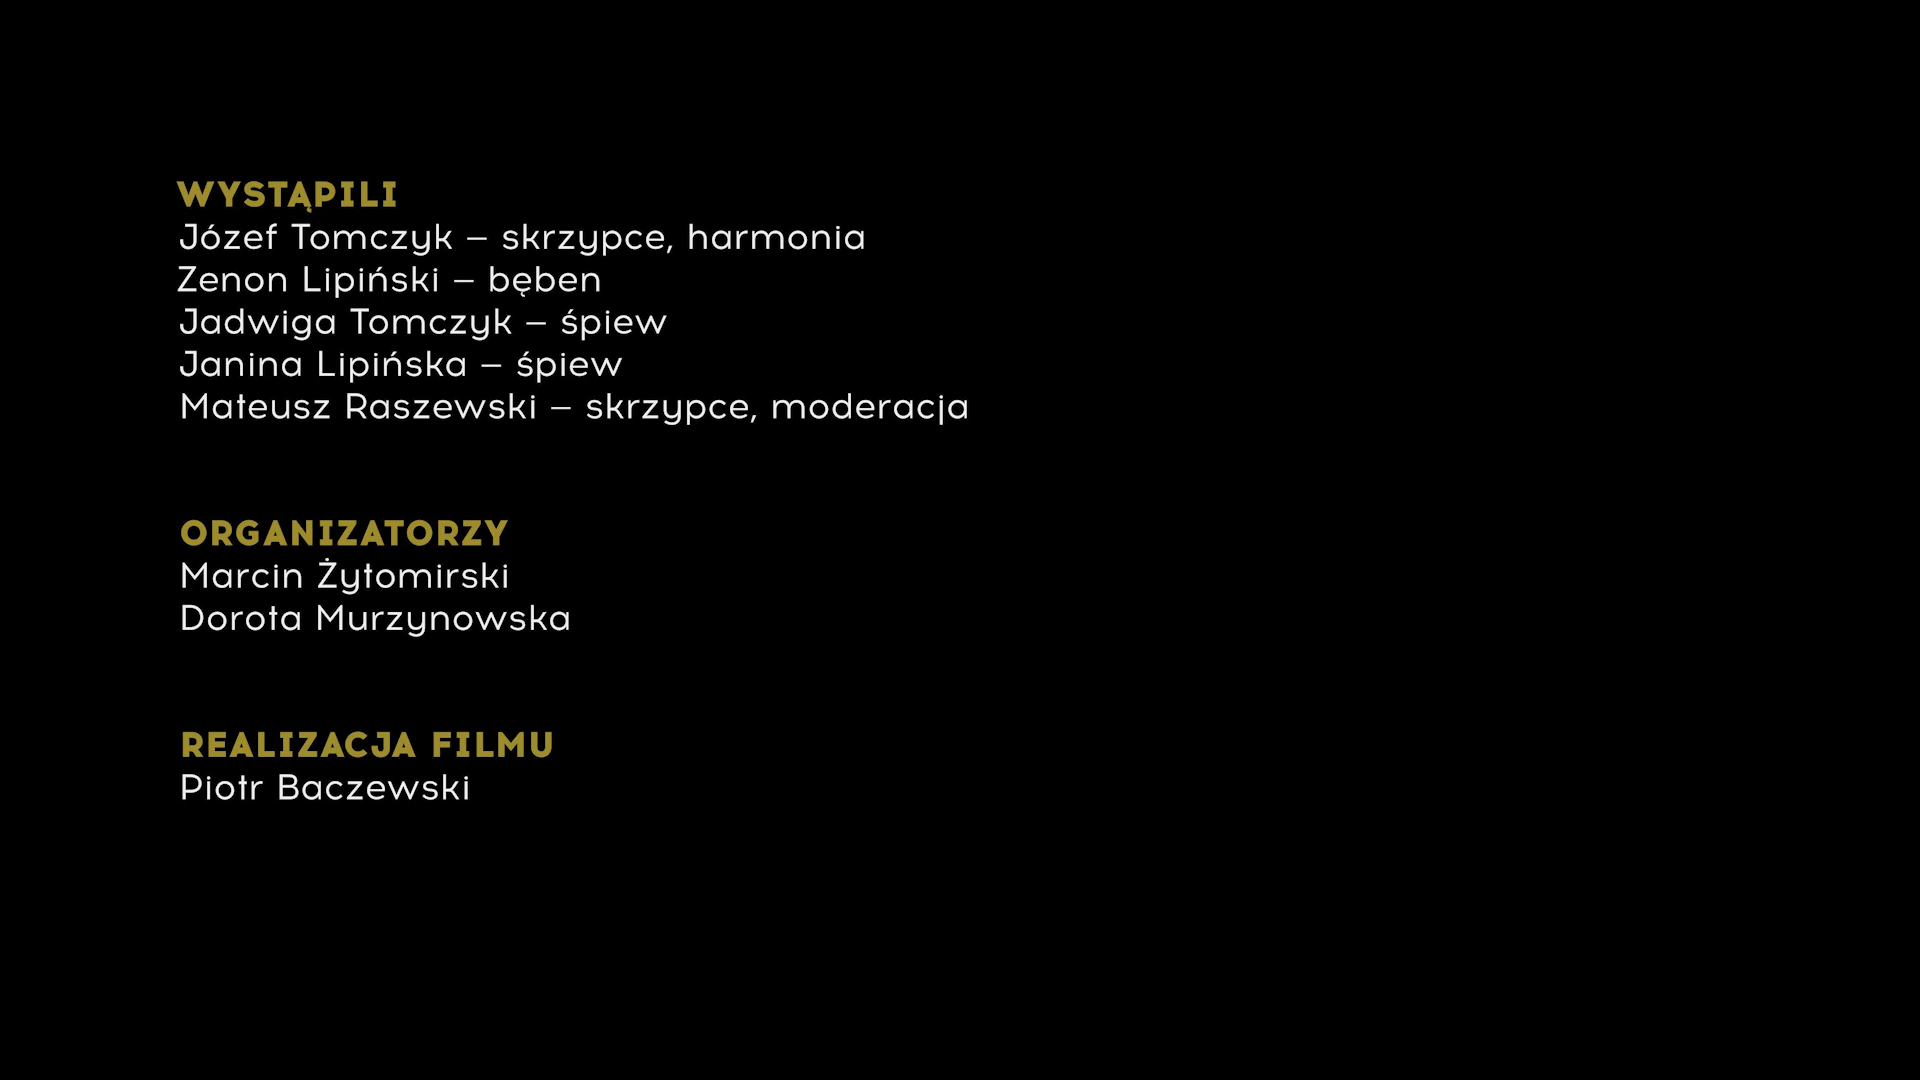 WYSTĄPILI
Józef Tomczyk – skrzypce, harmonia
Zenon Lipiński – bęben
Jadwiga Tomczyk – śpiew
Janina Lipińska – śpiew
Mateusz Raszewski – skrzypce, moderacja
ORGANIZATORZY
Marcin Żytomirski
Dorota Murzynowska
REALIZACJA FILMU
Piotr Baczewski